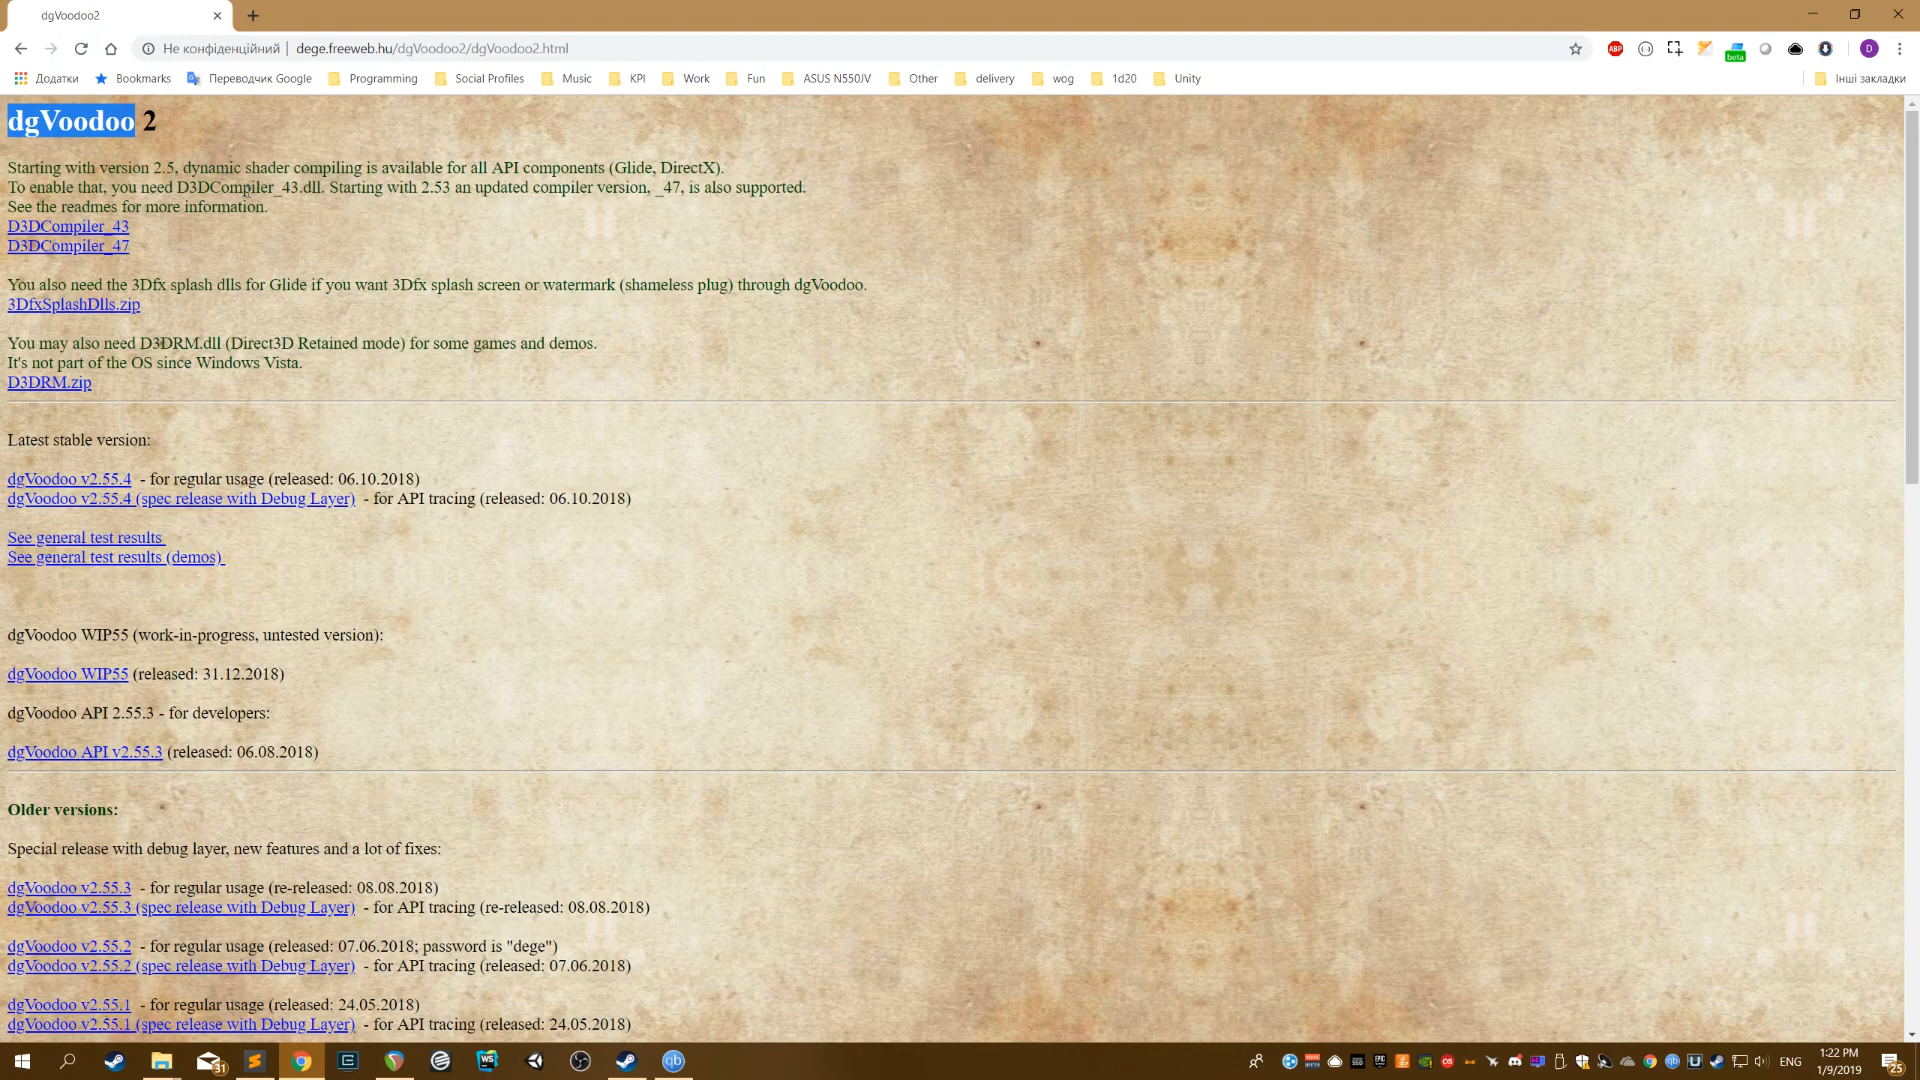 dgVoodoo2
Не конфіденційний
dege.freeweb.hu/dgVoodoo2/dgVoodoo2.html
ABP
beta
D
Додатки
Bookmarks
Переводчик Google
Programming
Social Profiles
Music
KPI
Work
Fun
ASUS N550JV
Other
delivery
wog
1d20
Unity
Інші закладки
dgVoodoo 2
Starting with version 2.5, dynamic shader compiling is available for all API components (Glide, DirectX).
To enable that, you need D3DCompiler_43.dll. Starting with 2.53 an updated compiler version, _47, is also supported.
See the readmes for more information.
D3DCompiler_43
D3DCompiler_47
You also need the 3Dfx splash dlls for Glide if you want 3Dfx splash screen or watermark (shameless plug) through dgVoodoo.
3DfxSplashDlls.zip
You may also need D3DRM.dll (Direct3D Retained mode) for some games and demos.
It's not part of the OS since Windows Vista.
D3DRM.zip
Latest stable version:
dgVoodoo v2.55.4 - for regular usage (released: 06.10.2018)
dgVoodoo v2.55.4 (spec release with Debug Layer) - for API tracing (released: 06.10.2018)
See general test results
See general test results (demos)
dgVoodoo WIP55 (work-in-progress, untested version):
dgVoodoo WIP55 (released: 31.12.2018)
dgVoodoo API 2.55.3 - for developers:
dgVoodoo API v2.55.3 (released: 06.08.2018)
Older versions:
Special release with debug layer, new features and a lot of fixes:
dgVoodoo v2.55.3 - for regular usage (re-released: 08.08.2018)
dgVoodoo v2.55.3 (spec release with Debug Layer) - for API tracing (re-released: 08.08.2018)
dgVoodoo v2.55.2 - for regular usage (released: 07.06.2018; password is "dege")
dgVoodoo v2.55.2 (spec release with Debug Layer) - for API tracing (released: 07.06.2018)
dgVoodoo v2.55.1 - for regular usage (released: 24.05.2018)
dgVoodoo v2.55.1 (spec release with Debug Layer) - for API tracing (released: 24.05.2018)
31
WS
qb
ENG
1:22 PM
1/9/2019
25